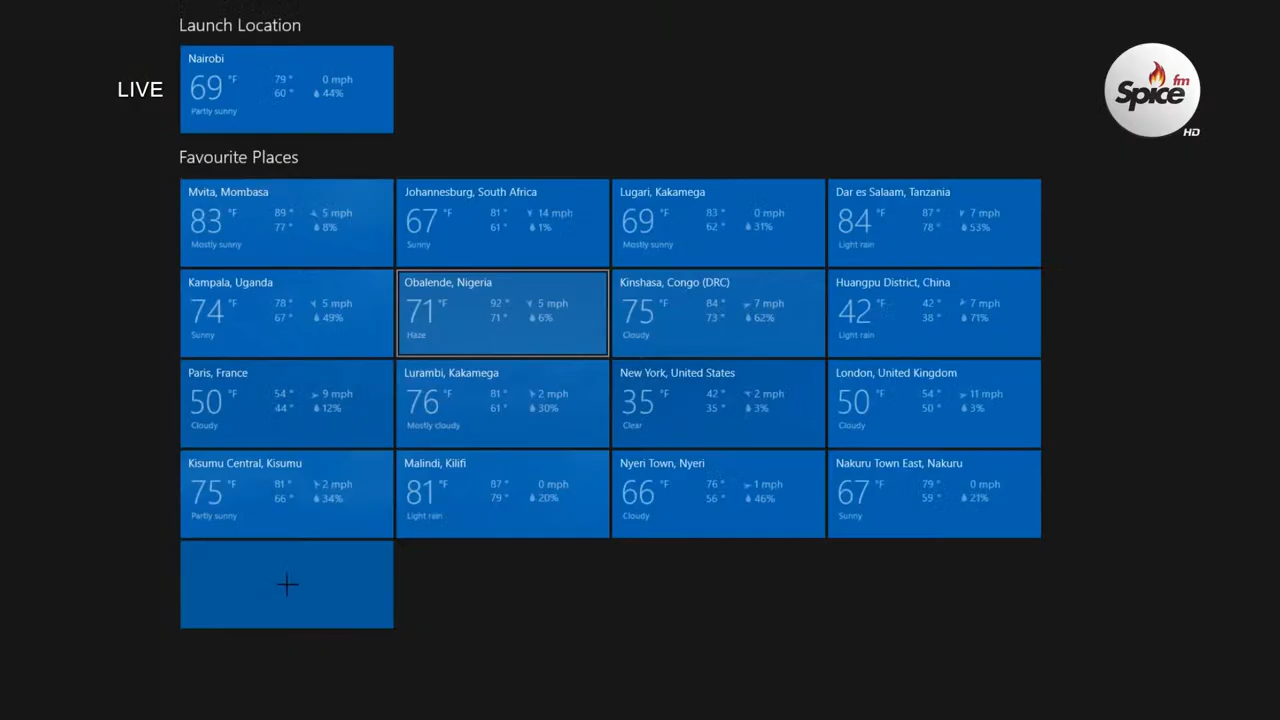 Launch Location
Nairobi
69 °F 79 ° 0 mph
60 ° 44%
Partly sunny
LIVE
Spice fm
HD
Favourite Places
Mvita, Mombasa
83 °F 89 ° 5 mph
77 ° 8%
Mostly sunny
Johannesburg, South Africa
67 °F 81 ° 14 mph
61 ° 1%
Sunny
Lugari, Kakamega
69 °F 83 ° 0 mph
62 ° 31%
Mostly sunny
Dar es Salaam, Tanzania
84 °F 87 ° 7 mph
78 ° 53%
Light rain
Kampala, Uganda
74 °F 78 ° 5 mph
67 ° 49%
Sunny
Obalende, Nigeria
71 °F 92 ° 5 mph
71 ° 6%
Haze
Kinshasa, Congo (DRC)
75 °F 84 ° 7 mph
73 ° 62%
Cloudy
Huangpu District, China
42 °F 42 ° 7 mph
38 ° 71%
Light rain
Paris, France
50 °F 54 ° 9 mph
44 ° 12%
Cloudy
Lurambi, Kakamega
76 °F 81 ° 2 mph
61 ° 30%
Mostly cloudy
New York, United States
35 °F 42 ° 2 mph
35 ° 3%
Clear
London, United Kingdom
50 °F 54 ° 11 mph
50 ° 3%
Cloudy
Kisumu Central, Kisumu
75 °F 81 ° 2 mph
66 ° 34%
Partly sunny
Malindi, Kilifi
81 °F 87 ° 0 mph
79 ° 20%
Light rain
Nyeri Town, Nyeri
66 °F 76 ° 1 mph
56 ° 46%
Cloudy
Nakuru Town East, Nakuru
67 °F 79 ° 0 mph
59 ° 21%
Sunny